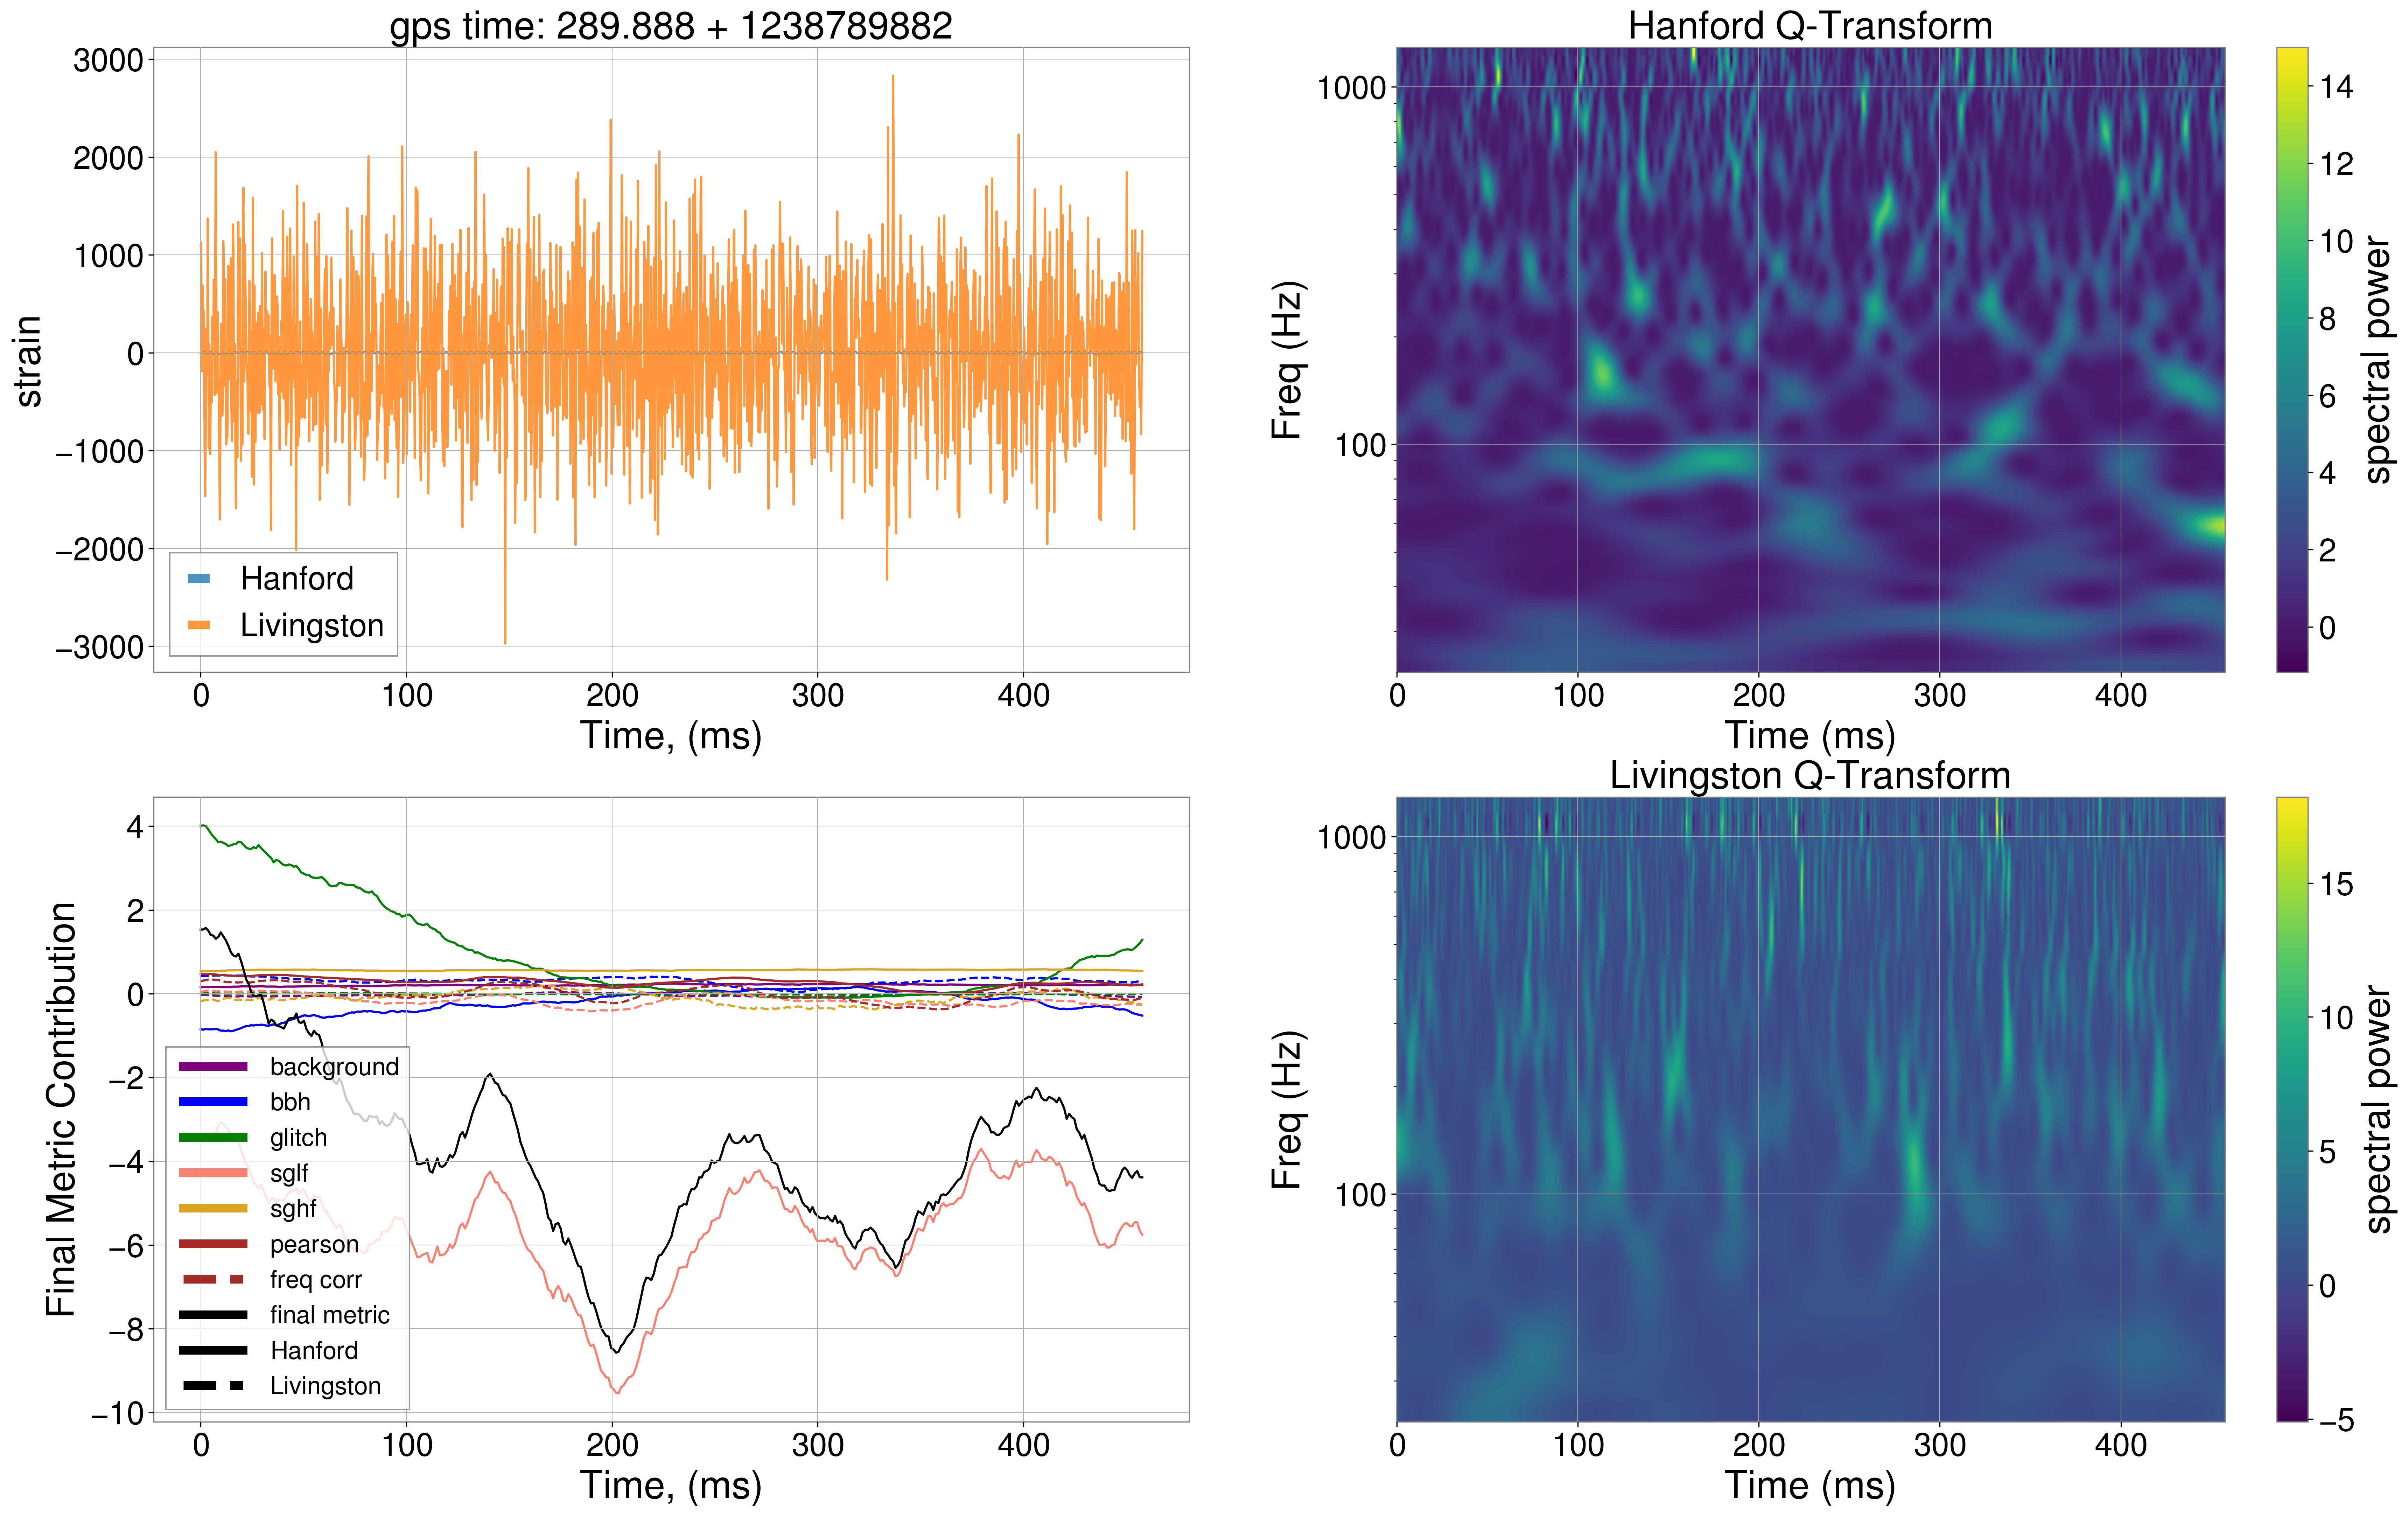 gps time: 289.888 + 1238789882
3000
2000
1000
0
−1000
−2000
−3000
strain
Hanford
Livingston
0 100 200 300 400
Time, (ms)
Hanford Q-Transform
1000
100
Freq (Hz)
0 100 200 300 400
Time (ms)
14
12
10
8
6
4
2
0
spectral power
4
2
0
−2
−4
−6
−8
−10
Final Metric Contribution
background
bbh
glitch
sglf
sghf
pearson
freq corr
final metric
Hanford
Livingston
0 100 200 300 400
Time, (ms)
Livingston Q-Transform
1000
100
Freq (Hz)
0 100 200 300 400
Time (ms)
15
10
5
0
−5
spectral power